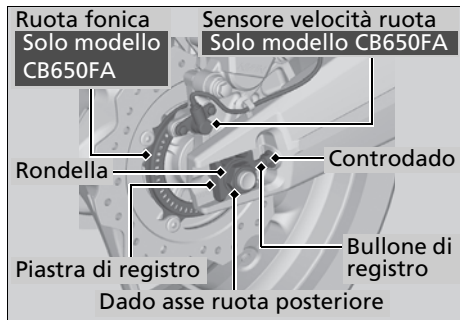 Ruota fonica
Solo modello
CB650FA
Sensore velocità ruota
Solo modello CB650FA
Rondella
Controdado
Piastra di registro
Bullone di
registro
Dado asse ruota posteriore